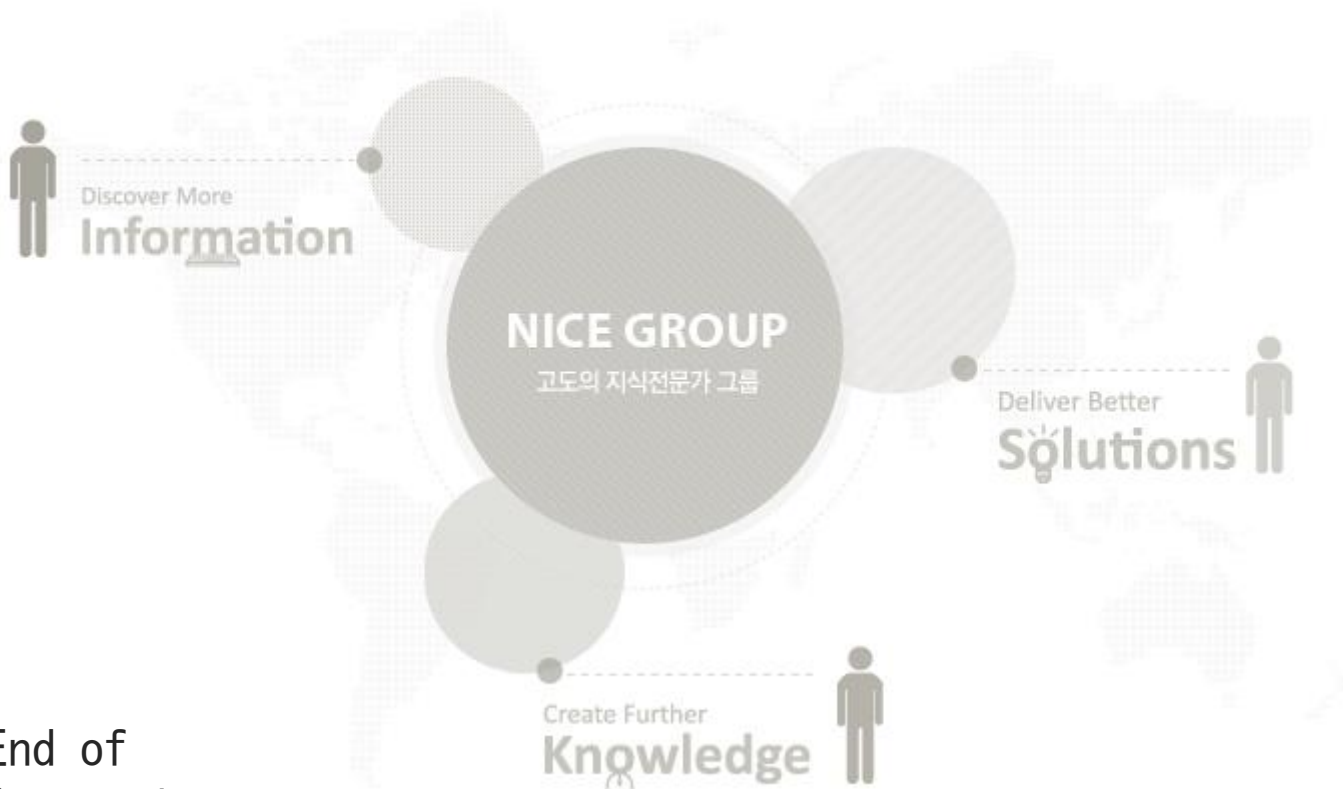 Discover More
Information
NICE GROUP
고도의 지식전문가 그룹
Deliver Better
Solutions
Create Further
Knowledge
End of